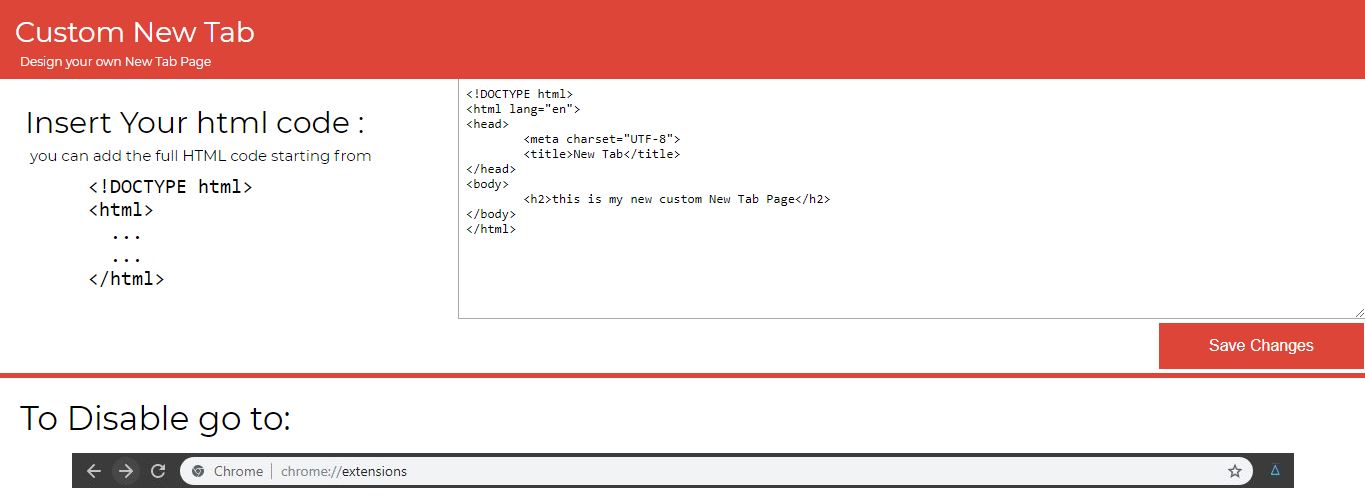 Custom New Tab
Design your own New Tab Page
Insert Your html code :
you can add the full HTML code starting from
<!DOCTYPE html>
<html>
...
...
</html>
<!DOCTYPE html>
<html lang="en">
<head>
<meta charset="UTF-8">
<title>New Tab</title>
</head>
<body>
<h2>this is my new custom New Tab Page</h2>
</body>
</html>
Save Changes
To Disable go to:
Chrome | chrome://extensions